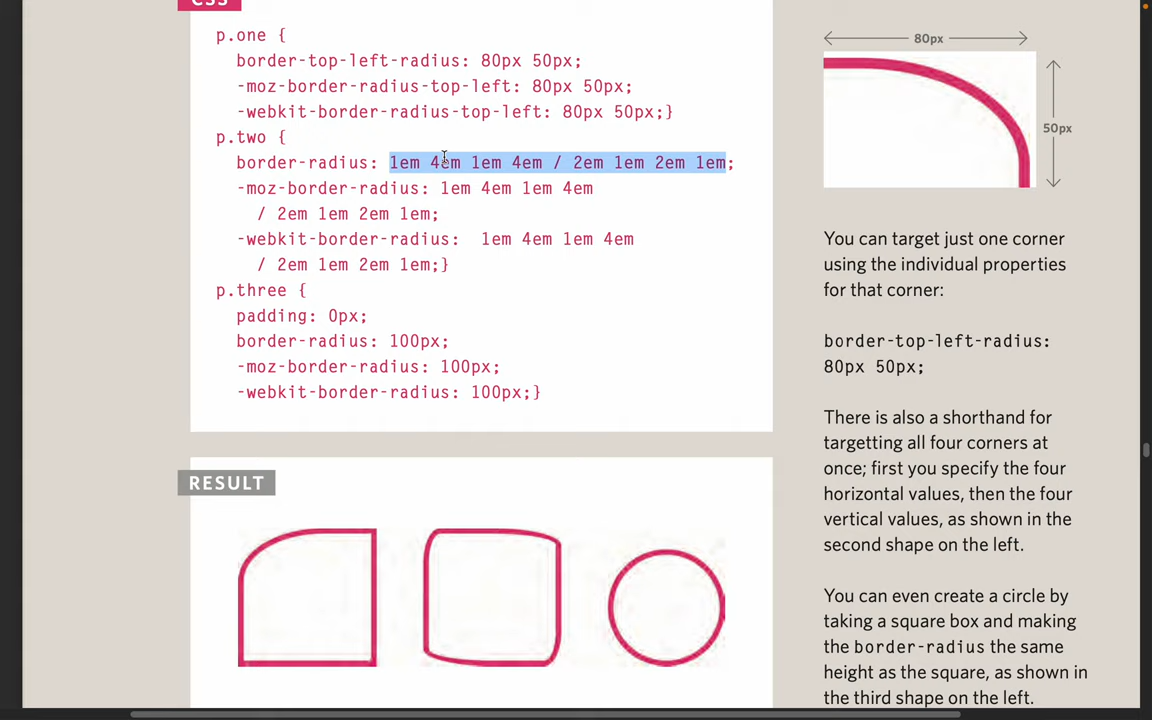 CSS
p.one {
border-top-left-radius: 80px 50px;
-moz-border-radius-top-left: 80px 50px;
-webkit-border-radius-top-left: 80px 50px;}
p.two {
border-radius: 1em 4em 1em 4em / 2em 1em 2em 1em;
-moz-border-radius: 1em 4em 1em 4em
/ 2em 1em 2em 1em;
-webkit-border-radius:  1em 4em 1em 4em
/ 2em 1em 2em 1em;}
p.three {
padding: 0px;
border-radius: 100px;
-moz-border-radius: 100px;
-webkit-border-radius: 100px;}
RESULT
80px
50px
You can target just one corner
using the individual properties
for that corner:
border-top-left-radius:
80px 50px;
There is also a shorthand for
targetting all four corners at
once; first you specify the four
horizontal values, then the four
vertical values, as shown in the
second shape on the left.
You can even create a circle by
taking a square box and making
the border-radius the same
height as the square, as shown in
the third shape on the left.